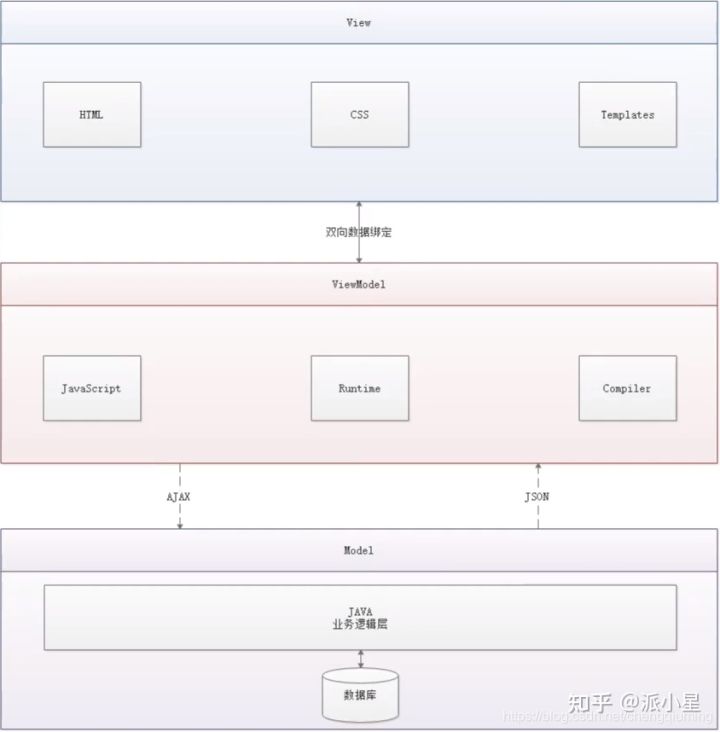 View
HTML
CSS
Templates
双向数据绑定
ViewModel
JavaScript
Runtime
Compiler
AJAX
JSON
Model
JAVA
业务逻辑层
数据库
知乎 @派小星
https://blog.csdn.net/chengqiuming